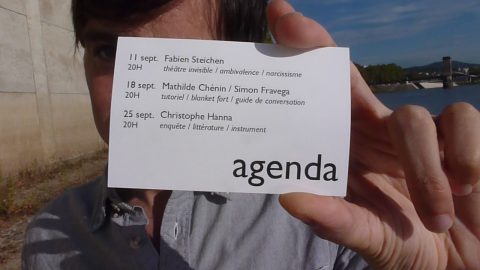 11 sept. Fabien Steichen
20H théâtre invisible / ambivalence / narcissisme
18 sept. Mathilde Chénin / Simon Fravega
20H tutoriel / blanket fort / guide de conversation
25 sept. Christophe Hanna
20H enquête / littérature / instrument
agenda